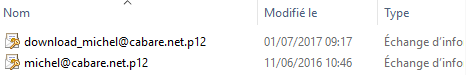 Nom Modifié le Type
download_michel@cabare.net.p12 01/07/2017 09:17 Échange d'info
michel@cabare.net.p12 11/06/2016 10:46 Échange d'info